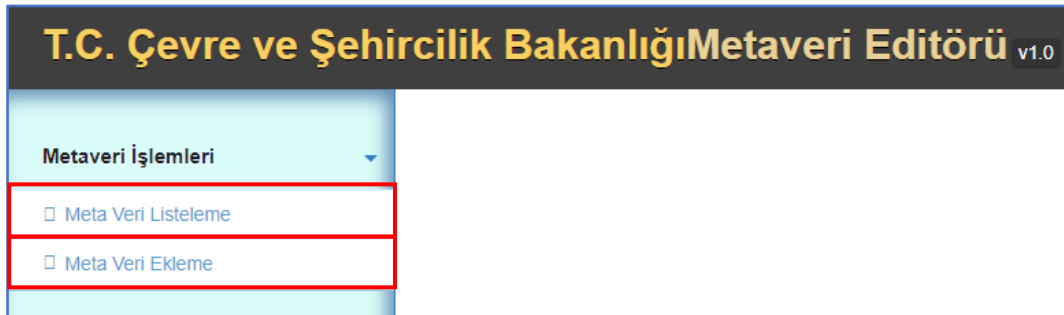 T.C. Çevre ve Şehircilik BakanlığıMetaveri Editörü v1.0
Metaveri İşlemleri
Meta Veri Listeleme
Meta Veri Ekleme